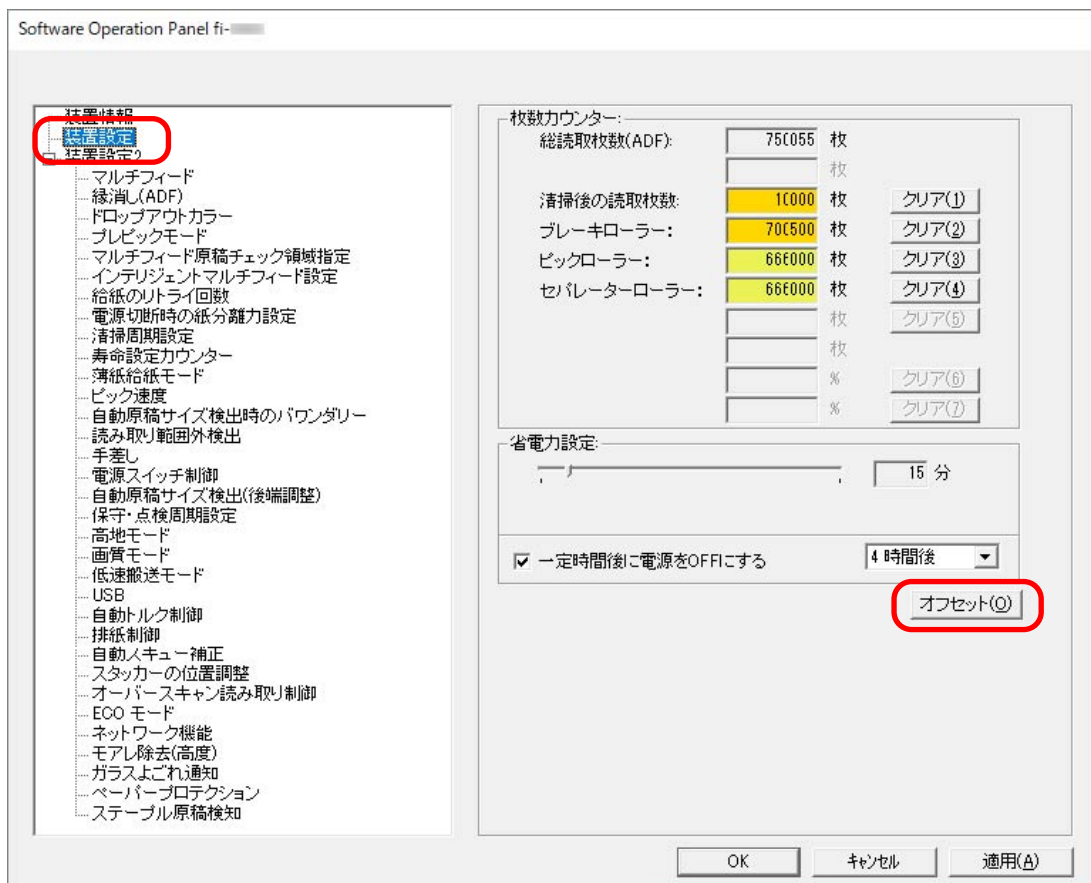 Software Operation Panel fi-
装置情報
装置設定
装置設定2
マルチフィード
縁消し(ADF)
ドロップアウトカラー
プレピックモード
マルチフィード原稿チェック領域指定
インテリジェントマルチフィード設定
給紙のリトライ回数
電源切断時の紙分離力設定
清掃周期設定
寿命設定カウンター
薄紙給紙モード
ピック速度
自動原稿サイズ検出時のバウンダリー
読み取り範囲外検出
手差し
電源スイッチ制御
自動原稿サイズ検出(後端調整)
保守・点検周期設定
高地モード
画質モード
低速搬送モード
USB
自動トルク制御
排紙制御
自動スキュー補正
スタッカーの位置調整
オーバースキャン読み取り制御
ECO モード
ネットワーク機能
モアレ除去(高度)
ガラスよごれ通知
ペーパープロテクション
ステープル原稿検知
枚数カウンター:
総読取枚数(ADF): 750055 枚
枚
清掃後の読取枚数: 10000 枚 クリア(1)
ブレーキローラー: 700500 枚 クリア(2)
ピックローラー: 666000 枚 クリア(3)
セパレーターローラー: 666000 枚 クリア(4)
枚 クリア(5)
枚
% クリア(6)
% クリア(7)
省電力設定:
15 分
一定時間後に電源をOFFにする 4 時間後
オフセット(O)
OK キャンセル 適用(A)